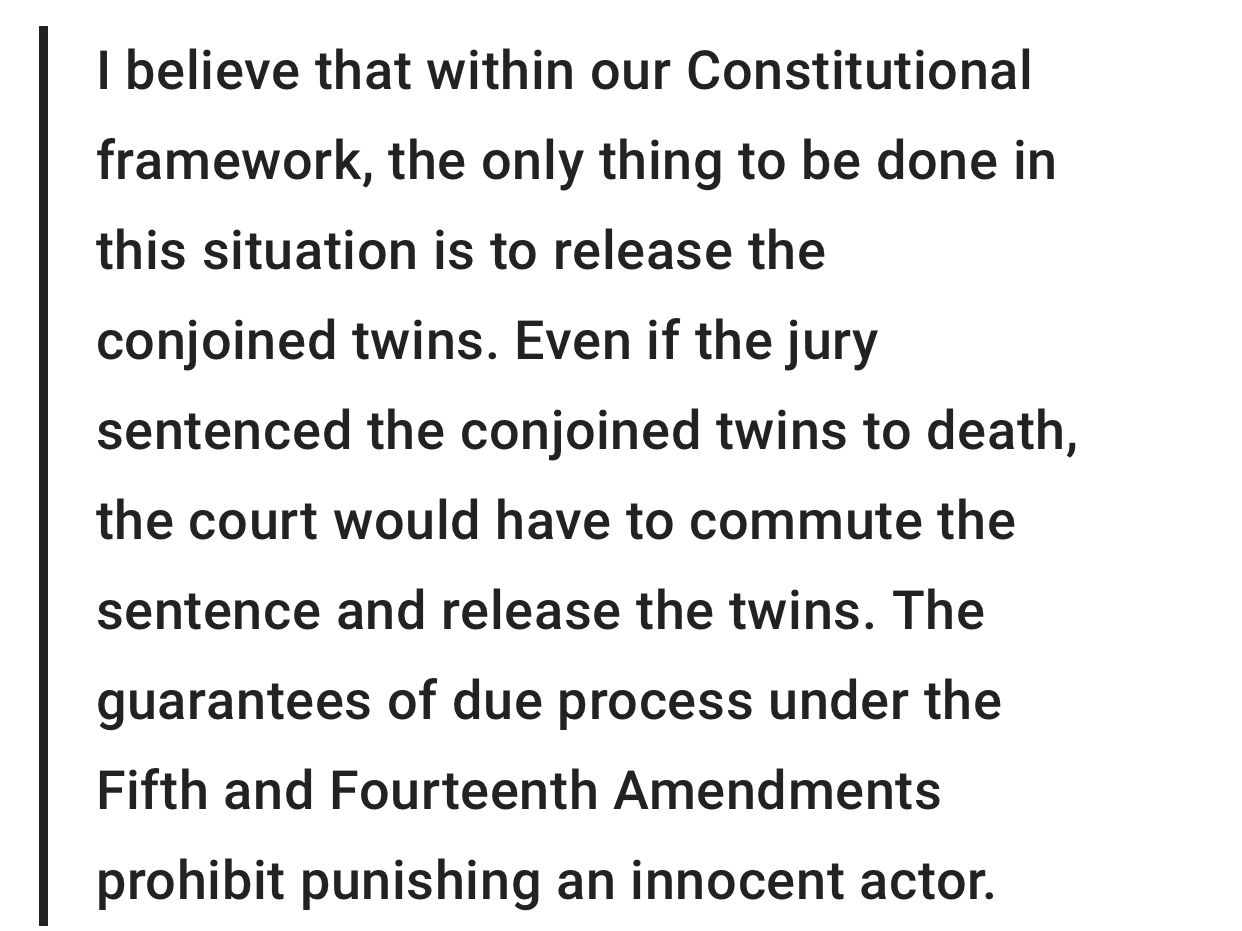 I believe that within our Constitutional
framework, the only thing to be done in
this situation is to release the
conjoined twins. Even if the jury
sentenced the conjoined twins to death,
the court would have to commute the
sentence and release the twins. The
guarantees of due process under the
Fifth and Fourteenth Amendments
prohibit punishing an innocent actor.